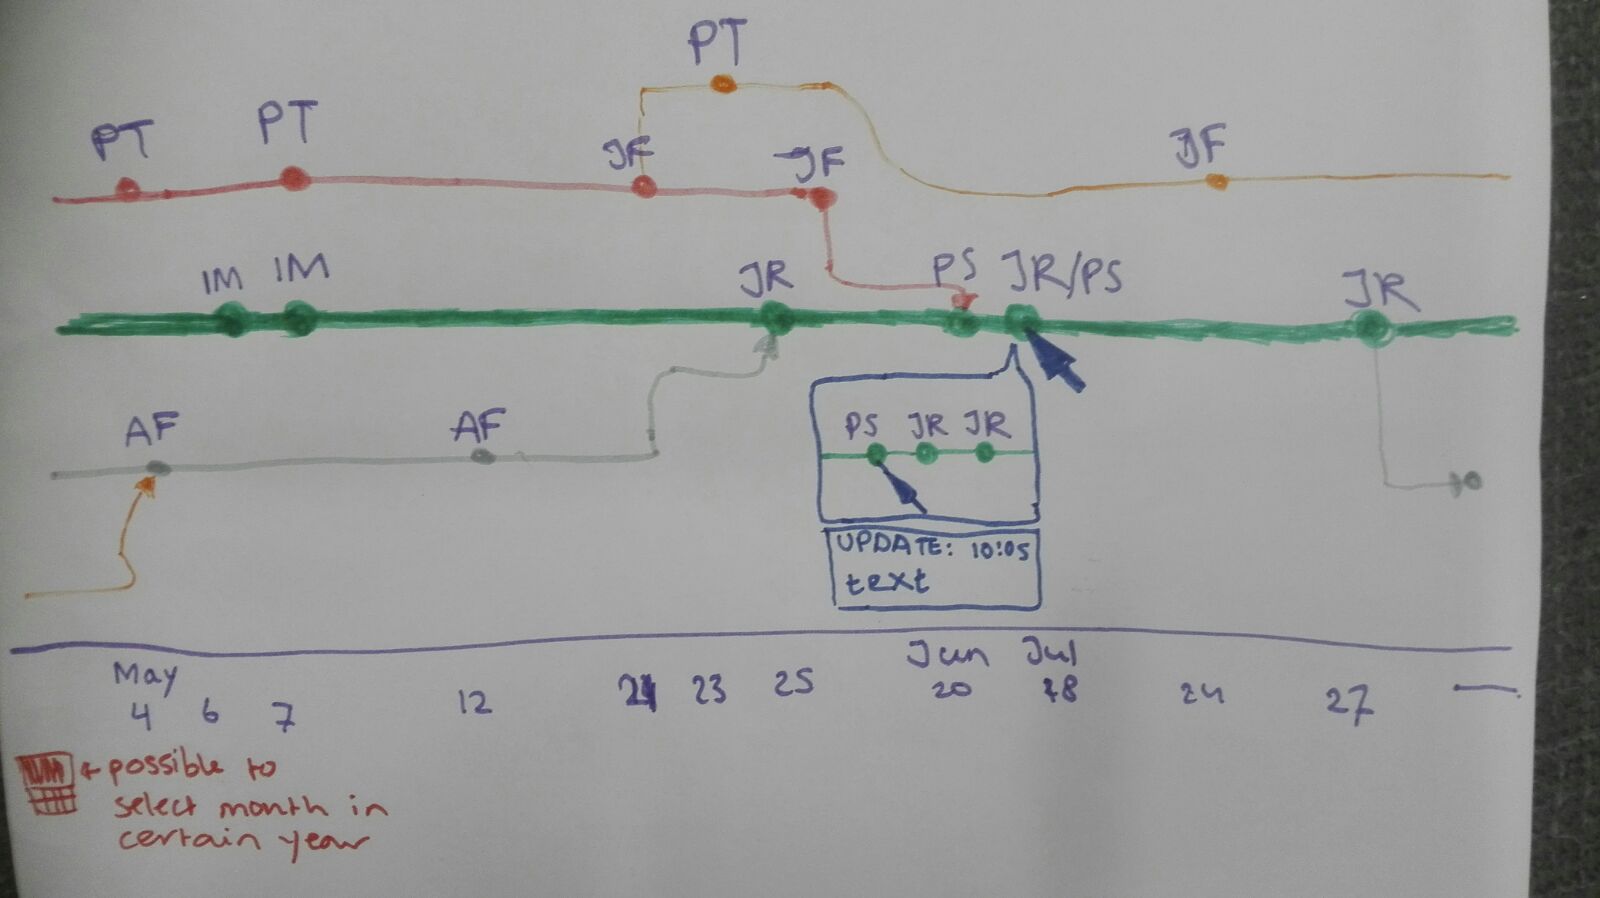 PT
PT
PT
JF
JF
JF
IM
IM
JR
PS
JR/PS
JR
AF
AF
PS JR JR
UPDATE: 10:05
text
May
Jun
Jul
4
6
7
12
23
25
20
24
27
possible to
select month in
certain year